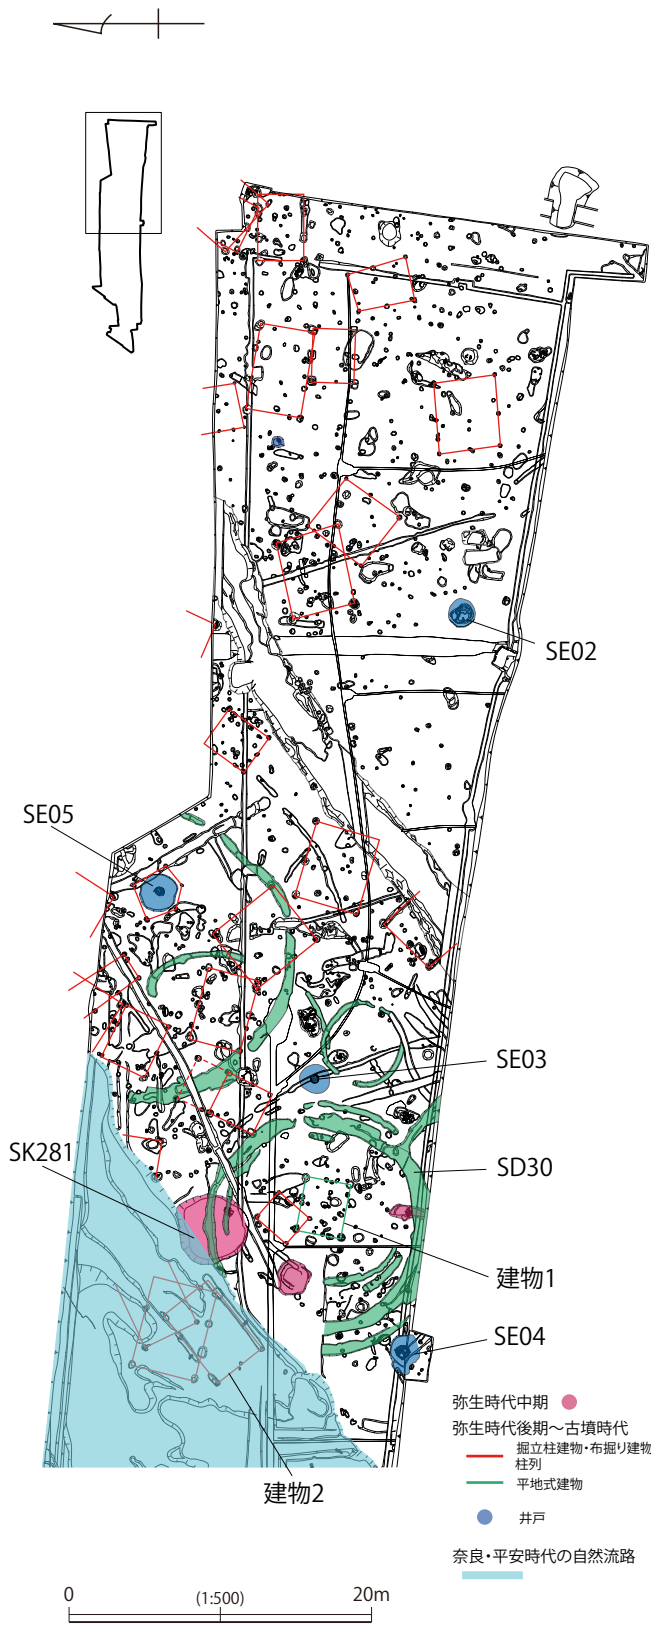 SE02
SE05
SE03
SK281
SD30
建物1
SE04
弥生時代中期
弥生時代後期～古墳時代
掘立柱建物・布掘り建物
柱列
平地式建物
建物2
井戸
奈良・平安時代の自然流路
0 (1:500) 20m